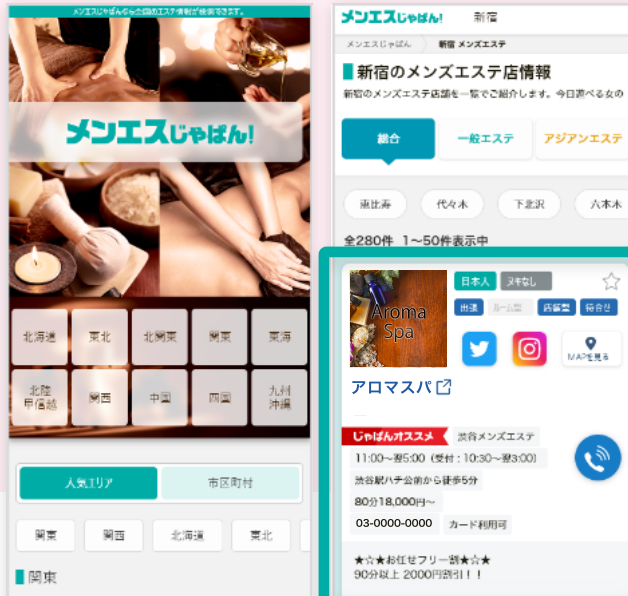 メンエスじゃぱんなら全国のエステ情報が検索できます。
メンエスじゃぱん!
北海道
東北
北関東
関東
東海
北陸
甲信越
関西
中国
四国
九州
沖縄
人気エリア
市区町村
関東
関西
北海道
東北
関東
メンエスじゃぱん!
新宿
メンエスじゃぱん
新宿 メンズエステ
新宿のメンズエステ店情報
新宿のメンズエステ店舗を一覧でご紹介します。今日遊べる女の
総合
一般エステ
アジアンエステ
恵比寿
代々木
下北沢
六本木
全280件 1〜50件表示中
Aroma
Spa
日本人
ヌキなし
出張
ルーム型
店舗型
待合せ
MAPを見る
アロマスパ
じゃぱんオススメ
渋谷メンズエステ
11:00〜翌5:00 (受付:10:30〜翌3:00)
渋谷駅ハチ公前から徒歩5分
80分18,000円〜
03-0000-0000
カード利用可
★☆★お任せフリー割★☆★
90分以上 2000円割引!!